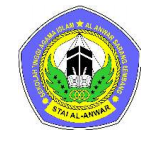 SEKOLAH TINGGI AGAMA ISLAM ★ AL-ANWAR SARANG REMBANG
STAI AL-ANWAR